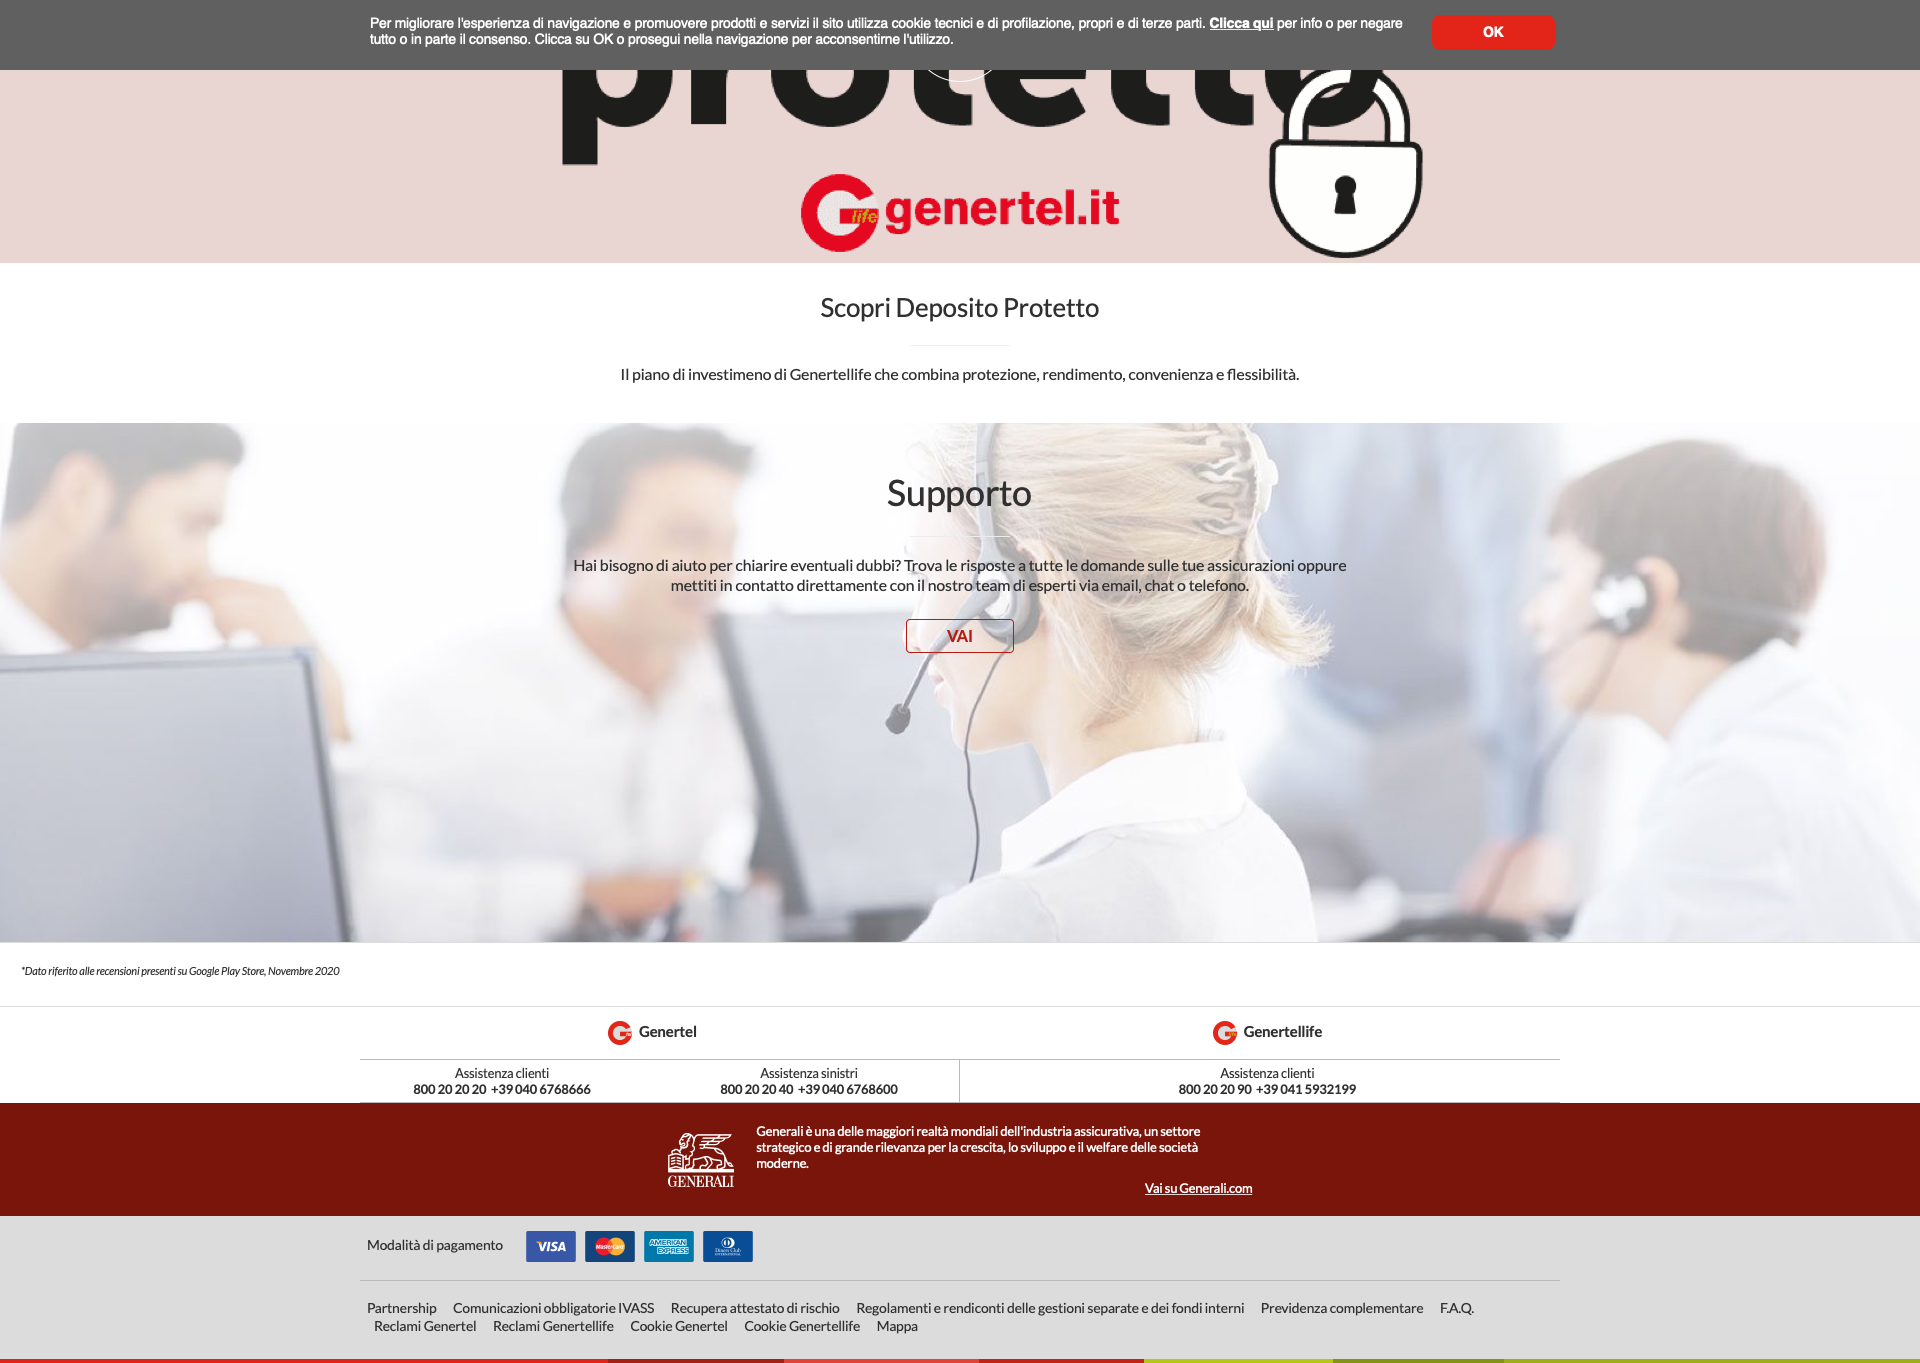 Per migliorare l'esperienza di navigazione e promuovere prodotti e servizi il sito utilizza cookie tecnici e di profilazione, propri e di terze parti. Clicca qui per info o per negare
tutto o in parte il consenso. Clicca su OK o prosegui nella navigazione per acconsentirne l'utilizzo.
OK
protetto
life genertel.it
Scopri Deposito Protetto
Il piano di investimeno di Genertellife che combina protezione, rendimento, convenienza e flessibilità.
Supporto
Hai bisogno di aiuto per chiarire eventuali dubbi? Trova le risposte a tutte le domande sulle tue assicurazioni oppure
mettiti in contatto direttamente con il nostro team di esperti via email, chat o telefono.
VAI
*Dato riferito alle recensioni presenti su Google Play Store, Novembre 2020
Genertel
Genertellife
Assistenza clienti
800 20 20 20 +39 040 6768666
Assistenza sinistri
800 20 20 40 +39 040 6768600
Assistenza clienti
800 20 20 90 +39 041 5932199
Generali è una delle maggiori realtà mondiali dell'industria assicurativa, un settore
strategico e di grande rilevanza per la crescita, lo sviluppo e il welfare delle società
moderne.
GENERALI
Vai su Generali.com
Modalità di pagamento
VISA
MasterCard
AMERICAN EXPRESS
Diners Club INTERNATIONAL
Partnership Comunicazioni obbligatorie IVASS Recupera attestato di rischio Regolamenti e rendiconti delle gestioni separate e dei fondi interni Previdenza complementare F.A.Q.
Reclami Genertel Reclami Genertellife Cookie Genertel Cookie Genertellife Mappa